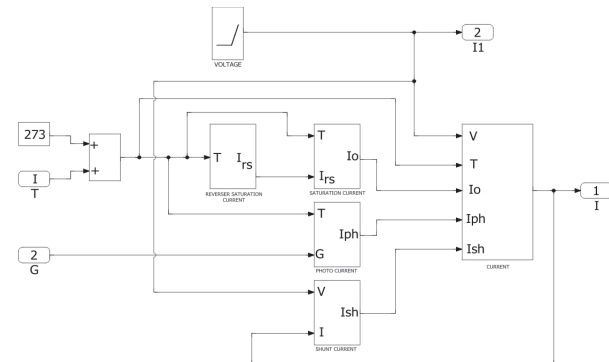 VOLTAGE
2
I1
273
+
+
I
T
T
Irs
REVERSER SATURATION
CURRENT
T
Io
Irs
SATURATION CURRENT
T
Iph
G
PHOTO CURRENT
2
G
V
Ish
I
SHUNT CURRENT
V
T
Io
Iph
Ish
CURRENT
1
I